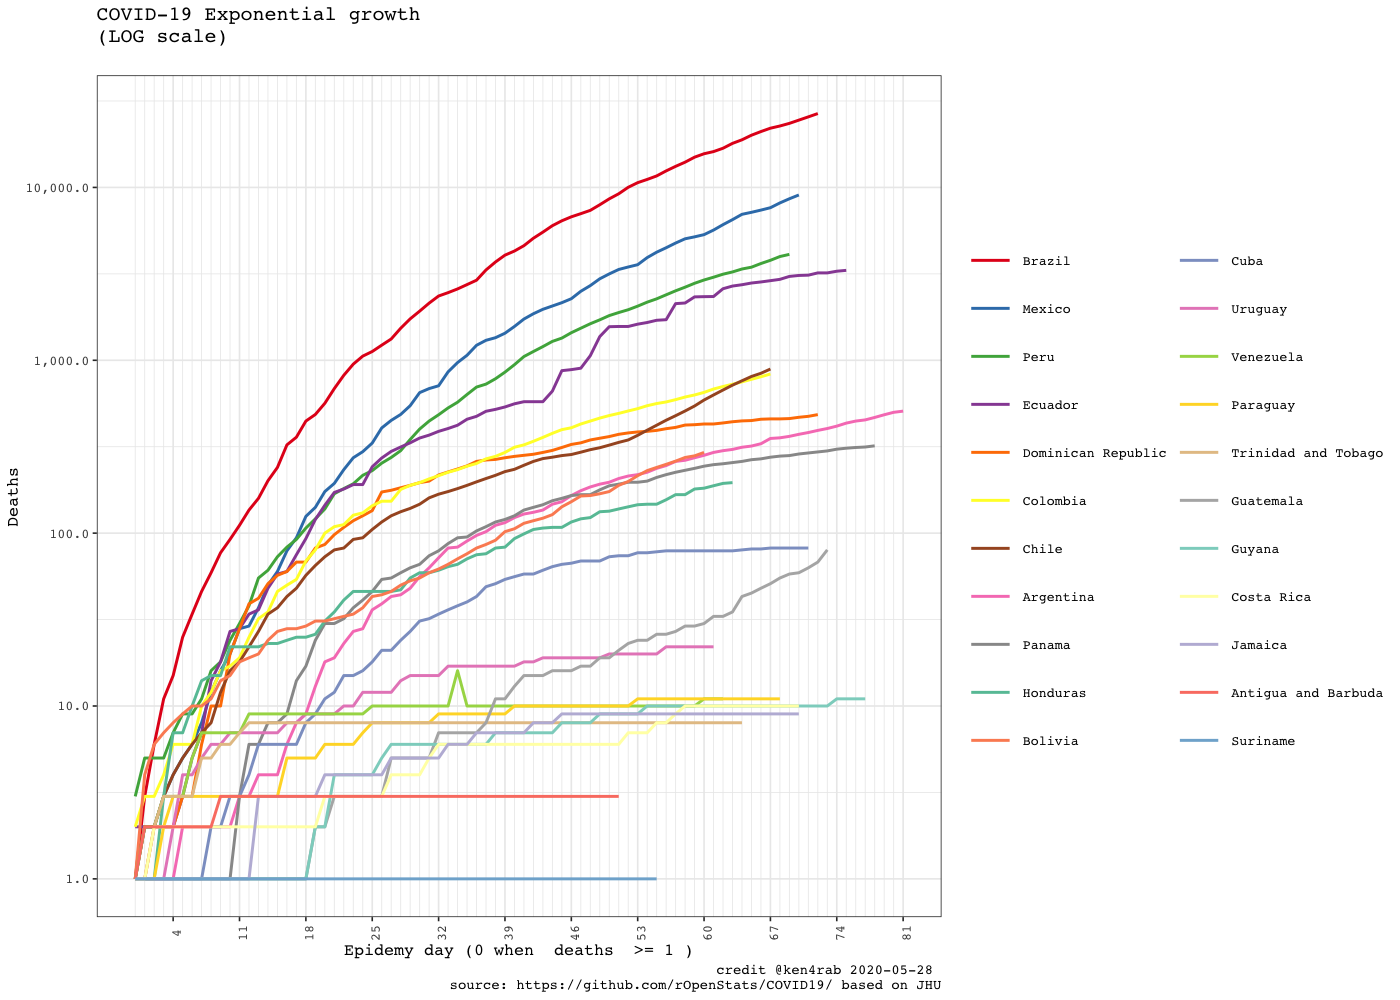 COVID-19 Exponential growth
(LOG scale)
Deaths
10,000.0
1,000.0
100.0
10.0
1.0
4 11 18 25 32 39 46 53 60 67 74 81
Epidemy day (0 when deaths >= 1 )
Brazil
Mexico
Peru
Ecuador
Dominican Republic
Colombia
Chile
Argentina
Panama
Honduras
Bolivia
Cuba
Uruguay
Venezuela
Paraguay
Trinidad and Tobago
Guatemala
Guyana
Costa Rica
Jamaica
Antigua and Barbuda
Suriname
credit @ken4rab 2020-05-28
source: https://github.com/rOpenStats/COVID19/ based on JHU